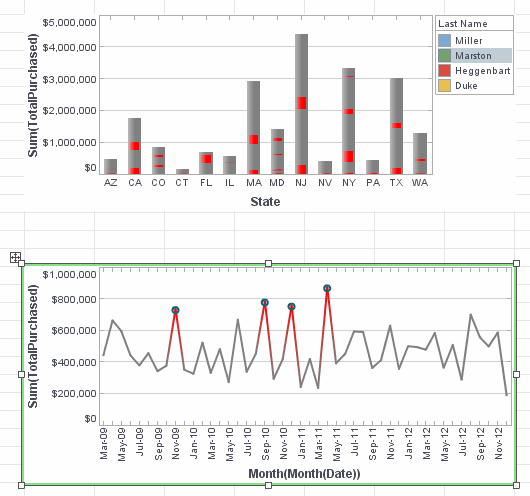 Sum(TotalPurchased)
$5,000,000
$4,000,000
$3,000,000
$2,000,000
$1,000,000
$0
AZ CA CO CT FL IL MA MD NJ NV NY PA TX WA
State
Last Name
Miller
Marston
Heggenbart
Duke
Sum(TotalPurchased)
$1,000,000
$800,000
$600,000
$400,000
$200,000
$0
Mar-09 May-09 Jul-09 Sep-09 Nov-09 Jan-10 Mar-10 May-10 Jul-10 Sep-10 Nov-10 Jan-11 Mar-11 May-11 Jul-11 Sep-11 Nov-11 Jan-12 Mar-12 May-12 Jul-12 Sep-12 Nov-12
Month(Month(Date))